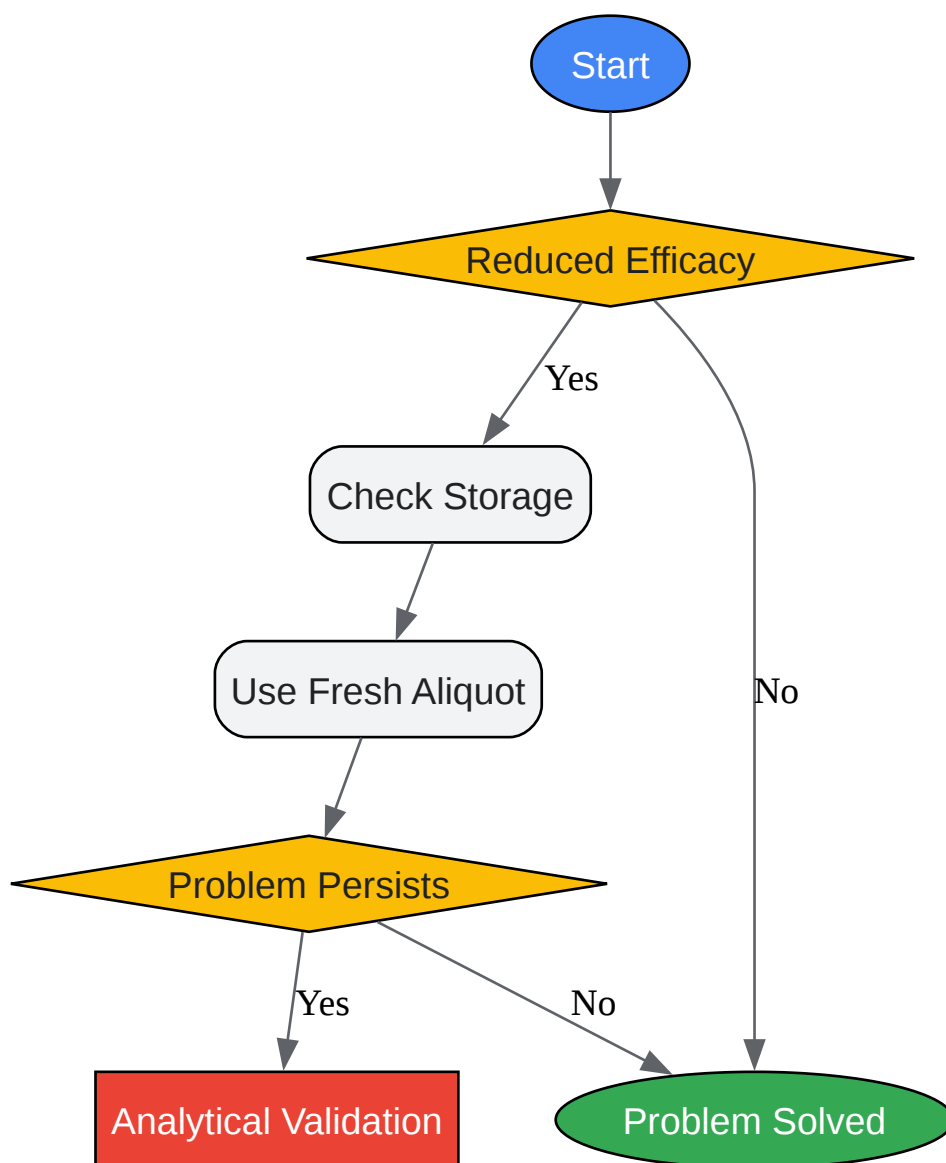 Start
Reduced Efficacy
Yes
Check Storage
Use Fresh Aliquot
No
Problem Persists
Yes
No
Analytical Validation
Problem Solved